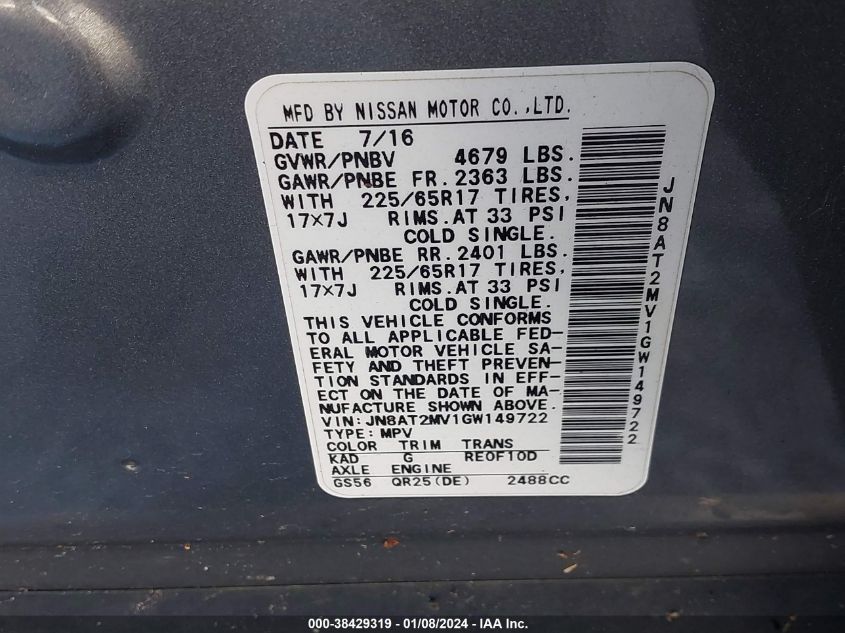 MFD BY NISSAN MOTOR CO.,LTD.
DATE 7/16
GVWR/PNBV 4679 LBS.
GAWR/PNBE FR. 2363 LBS.
WITH 225/65R17 TIRES,
17×7J RIMS.AT 33 PSI
COLD SINGLE.
GAWR/PNBE RR. 2401 LBS.
WITH 225/65R17 TIRES,
17×7J RIMS.AT 33 PSI
COLD SINGLE.
THIS VEHICLE CONFORMS
TO ALL APPLICABLE FED-
ERAL MOTOR VEHICLE SA-
FETY AND THEFT PREVEN-
TION STANDARDS IN EFF-
ECT ON THE DATE OF MA-
NUFACTURE SHOWN ABOVE.
VIN:JN8AT2MV1GW149722
TYPE:MPV
COLOR TRIM TRANS
KAD G RE0F10D
AXLE ENGINE
GS56 QR25(DE) 2488CC
JN8AT2MV1GW149722
000-38429319 - 01/08/2024 - IAA Inc.